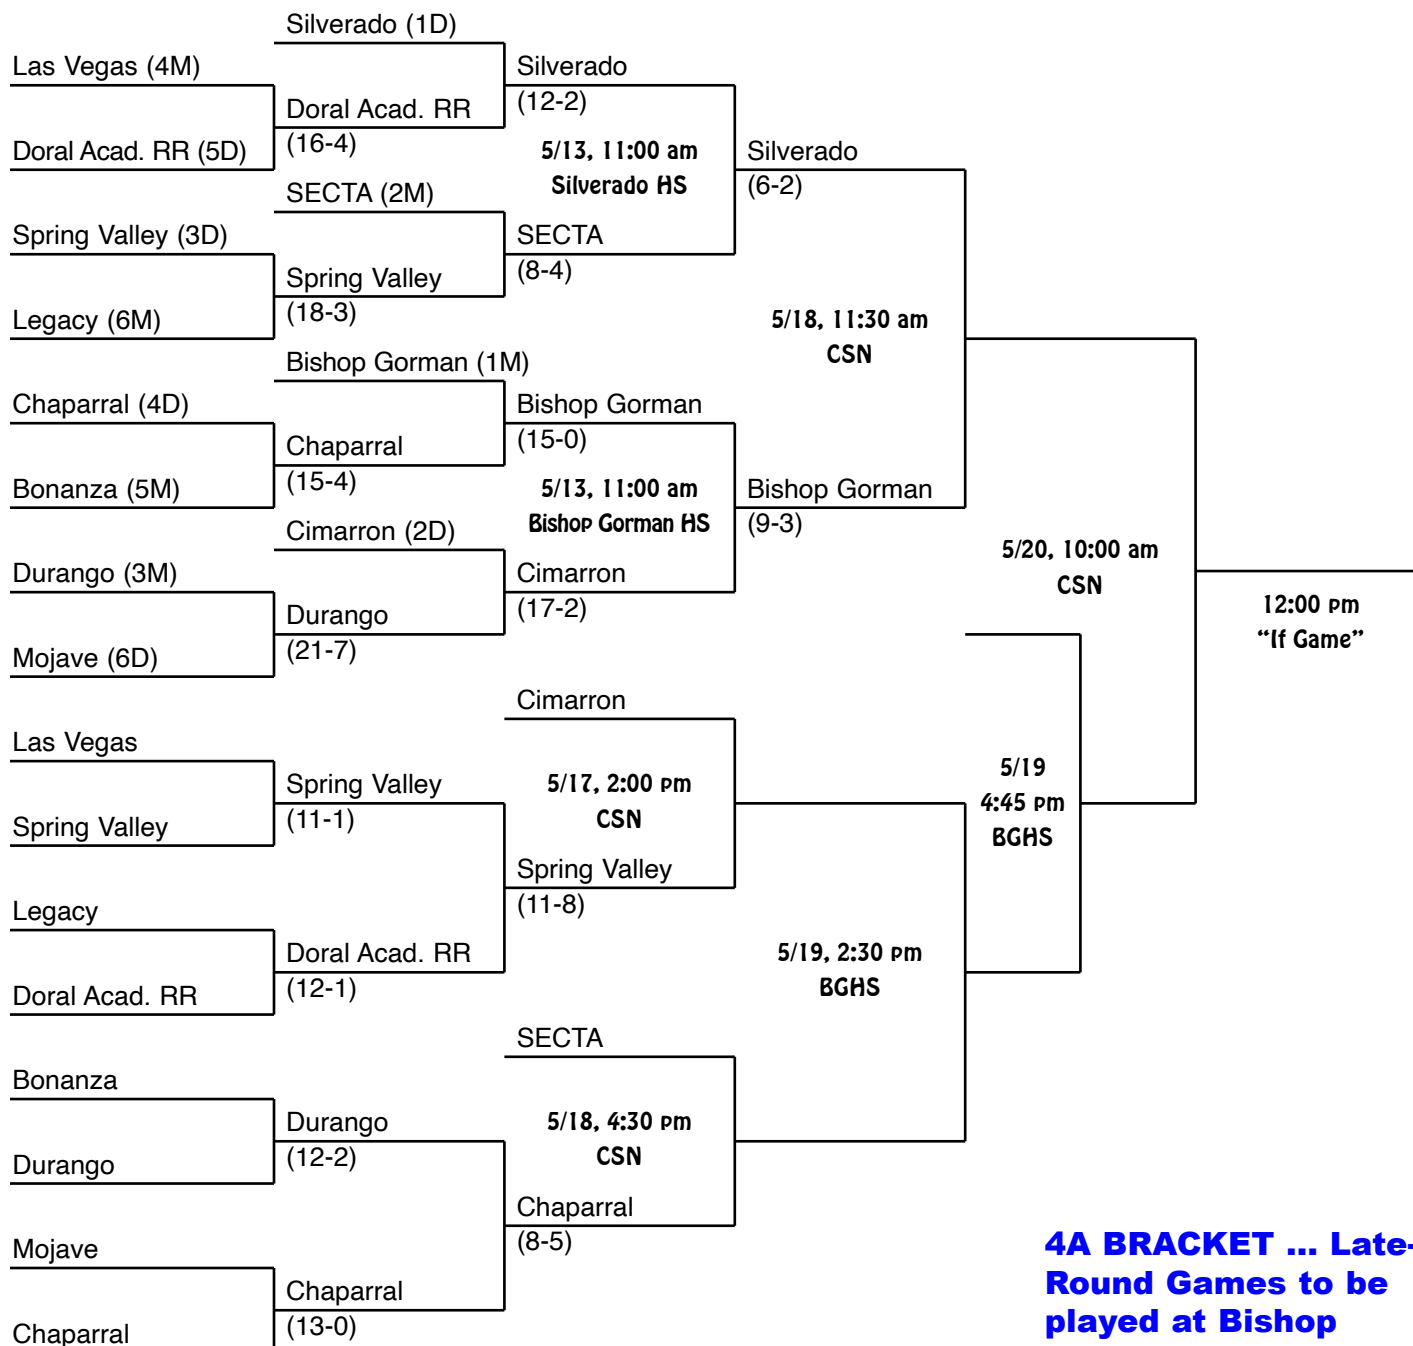 Silverado (1D)
Las Vegas (4M)
Silverado
(12-2)
Doral Acad. RR
(16-4)
Doral Acad. RR (5D)
5/13, 11:00 am
Silverado HS
Silverado
(6-2)
SECTA (2M)
Spring Valley (3D)
SECTA
(8-4)
Spring Valley
(18-3)
Legacy (6M)
5/18, 11:30 am
CSN
Bishop Gorman (1M)
Chaparral (4D)
Bishop Gorman
(15-0)
Chaparral
(15-4)
Bonanza (5M)
5/13, 11:00 am
Bishop Gorman HS
Bishop Gorman
(9-3)
Cimarron (2D)
5/20, 10:00 am
CSN
Durango (3M)
Cimarron
(17-2)
12:00 pm
“If Game”
Durango
(21-7)
Mojave (6D)
Cimarron
Las Vegas
Spring Valley
(11-1)
5/17, 2:00 pm
CSN
5/19
4:45 pm
BGHS
Spring Valley
Spring Valley
(11-8)
Legacy
Doral Acad. RR
(12-1)
5/19, 2:30 pm
BGHS
Doral Acad. RR
SECTA
Bonanza
Durango
(12-2)
5/18, 4:30 pm
CSN
Durango
Chaparral
(8-5)
Mojave
Chaparral
(13-0)
Chaparral
4A BRACKET ... Late-
Round Games to be
played at Bishop